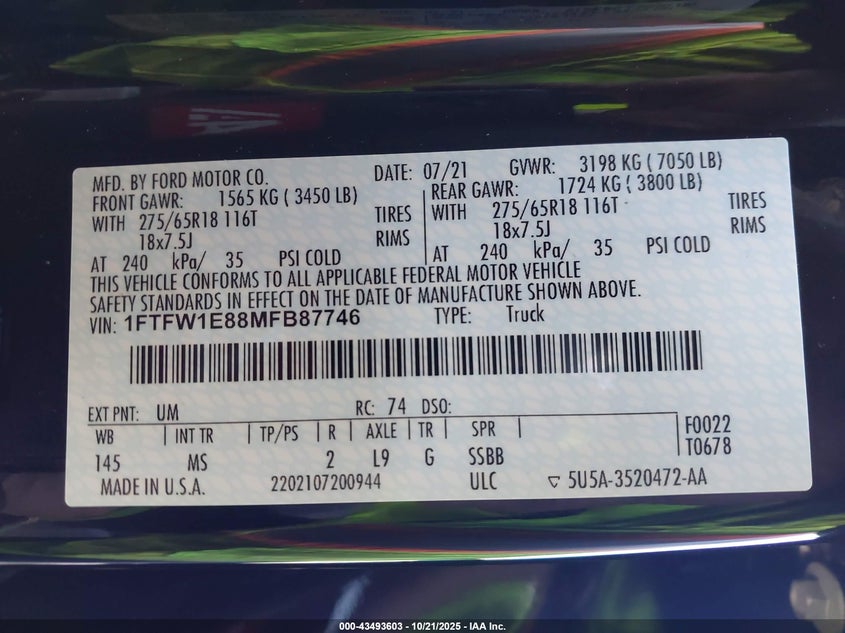 MFD. BY FORD MOTOR CO. DATE: 07/21 GVWR: 3198 KG ( 7050 LB)
FRONT GAWR: 1565 KG ( 3450 LB) REAR GAWR: 1724 KG ( 3800 LB)
WITH 275/65R18 116T TIRES WITH 275/65R18 116T TIRES
18x7.5J RIMS 18x7.5J RIMS
AT 240 kPa/ 35 PSI COLD AT 240 kPa/ 35 PSI COLD
THIS VEHICLE CONFORMS TO ALL APPLICABLE FEDERAL MOTOR VEHICLE
SAFETY STANDARDS IN EFFECT ON THE DATE OF MANUFACTURE SHOWN ABOVE.
VIN: 1FTFW1E88MFB87746 TYPE: Truck
EXT PNT: UM RC: 74 DSO:
WB INT TR TP/PS R AXLE TR SPR F0022
145 MS 2 L9 G SSBB T0678
MADE IN U.S.A. 2202107200944 ULC 5U5A-3520472-AA
000-43493603 - 10/21/2025 - IAA Inc.